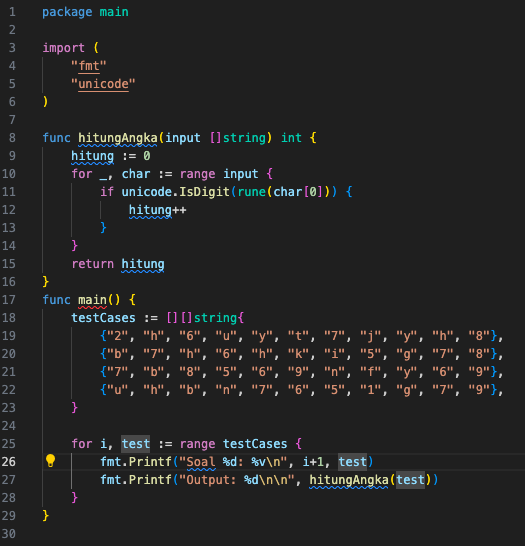 1 package main
2
3 import (
4     "fmt"
5     "unicode"
6 )
7
8 func hitungAngka(input []string) int {
9     hitung := 0
10     for _, char := range input {
11         if unicode.IsDigit(rune(char[0])) {
12             hitung++
13         }
14     }
15     return hitung
16 }
17 func main() {
18     testCases := [][]string{
19         {"2", "h", "6", "u", "y", "t", "7", "j", "y", "h", "8"},
20         {"b", "7", "h", "6", "h", "k", "i", "5", "g", "7", "8"},
21         {"7", "b", "8", "5", "6", "9", "n", "f", "y", "6", "9"},
22         {"u", "h", "b", "n", "7", "6", "5", "1", "g", "7", "9"},
23     }
24
25     for i, test := range testCases {
26         fmt.Printf("Soal %d: %v\n", i+1, test)
27         fmt.Printf("Output: %d\n\n", hitungAngka(test))
28     }
29 }
30